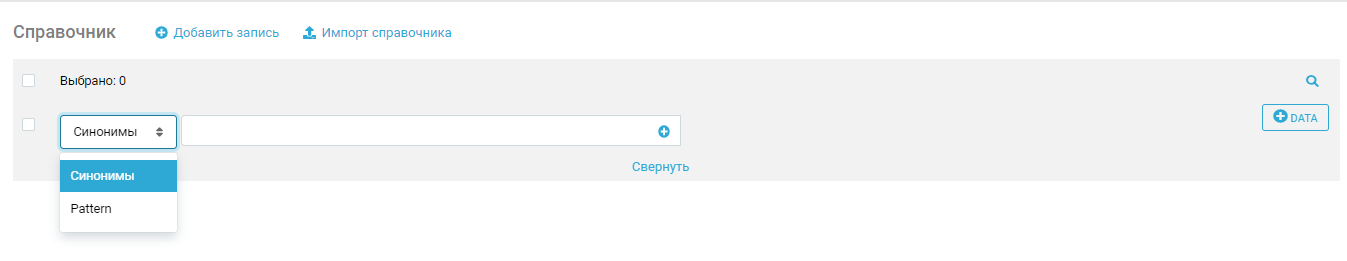 Справочник Добавить запись Импорт справочника
Выбрано: 0
Синонимы DATA
Свернуть
Синонимы
Pattern